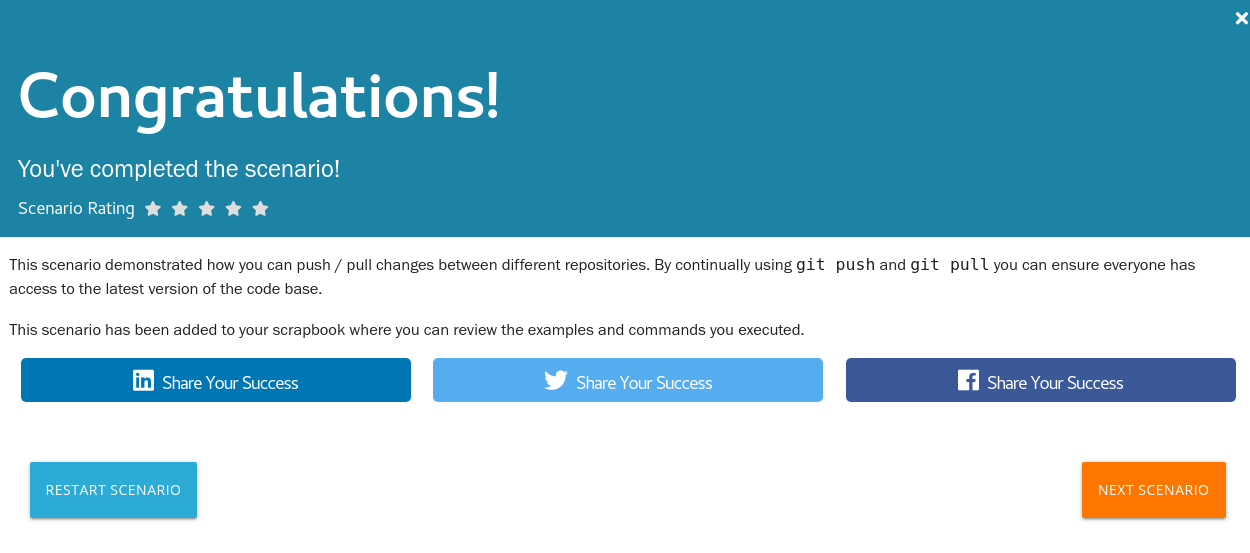 Congratulations!
You've completed the scenario!
Scenario Rating
This scenario demonstrated how you can push / pull changes between different repositories. By continually using git push and git pull you can ensure everyone has
access to the latest version of the code base.
This scenario has been added to your scrapbook where you can review the examples and commands you executed.
Share Your Success
Share Your Success
Share Your Success
RESTART SCENARIO
NEXT SCENARIO